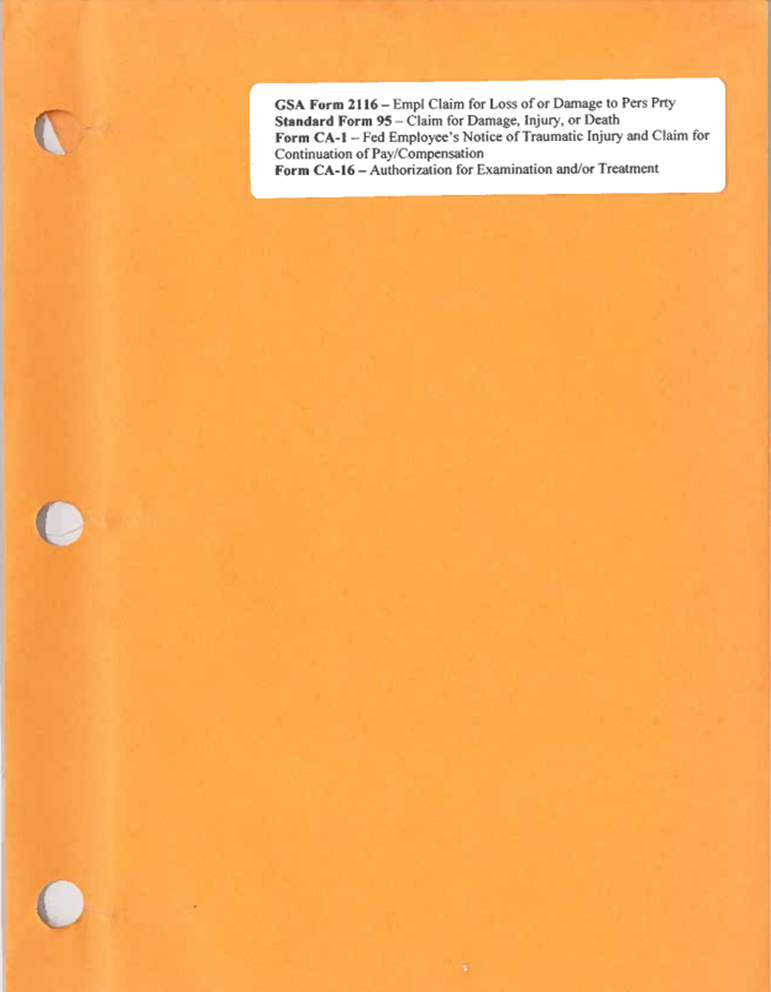 GSA Form 2116 – Empl Claim for Loss of or Damage to Pers Prty
Standard Form 95 – Claim for Damage, Injury, or Death
Form CA-1 – Fed Employee's Notice of Traumatic Injury and Claim for
Continuation of Pay/Compensation
Form CA-16 – Authorization for Examination and/or Treatment